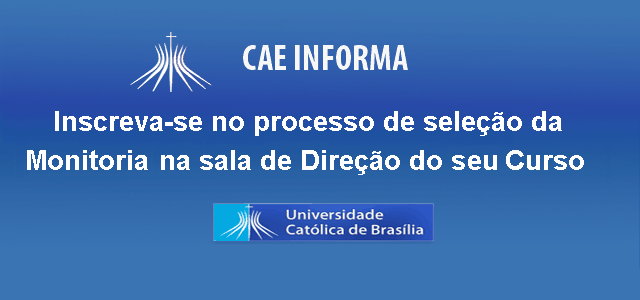 CAE INFORMA
Inscreva-se no processo de seleção da
Monitoria na sala de Direção do seu Curso
Universidade
Católica de Brasília